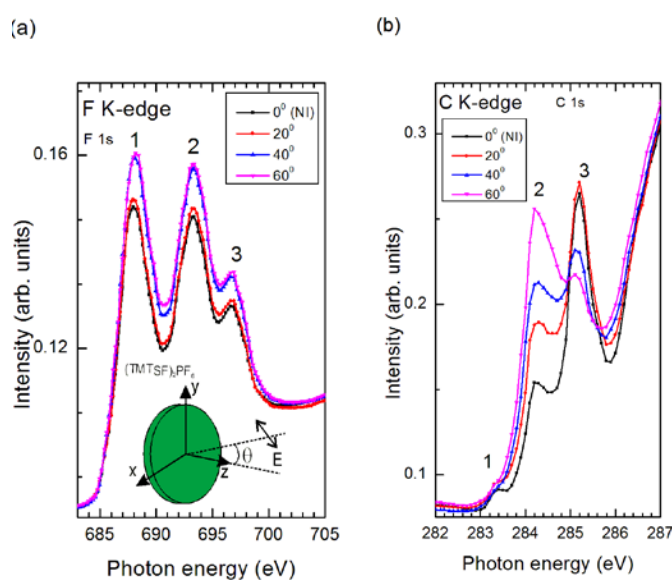 (a)
F K-edge
F 1s
1
2
3
0⁰ (NI)
20⁰
40⁰
60⁰
0.16
0.12
Intensity (arb. units)
(TMTSF)₂PF₆
y
x
z
θ
E
685
690
695
700
705
Photon energy (eV)
(b)
C K-edge
C 1s
0⁰ (NI)
20⁰
40⁰
60⁰
1
2
3
0.3
0.2
0.1
Intensity (arb. units)
282
283
284
285
286
287
Photon energy (eV)